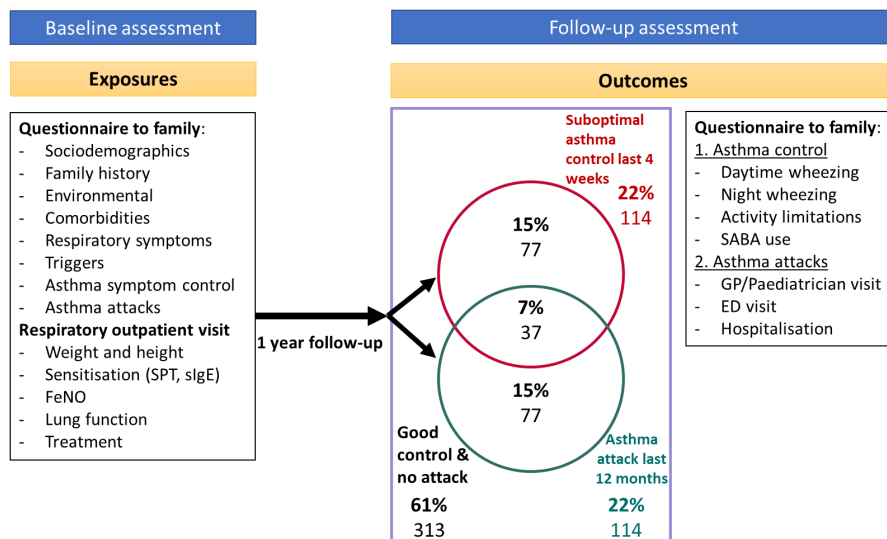 Baseline assessment
Exposures
Questionnaire to family:
- Sociodemographics
- Family history
- Environmental
- Comorbidities
- Respiratory symptoms
- Triggers
- Asthma symptom control
- Asthma attacks
Respiratory outpatient visit
- Weight and height
- Sensitisation (SPT, sIgE)
- FeNO
- Lung function
- Treatment
1 year follow-up
Follow-up assessment
Outcomes
Suboptimal
asthma
control last 4
weeks
22%
114
15%
77
7%
37
15%
77
Good
control &
no attack
61%
313
Asthma
attack last
12 months
22%
114
Questionnaire to family:
1. Asthma control
- Daytime wheezing
- Night wheezing
- Activity limitations
- SABA use
2. Asthma attacks
- GP/Paediatrician visit
- ED visit
- Hospitalisation